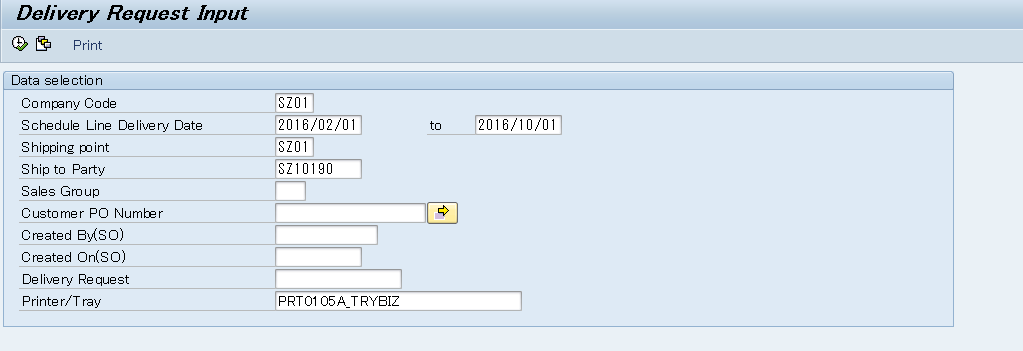 Delivery Request Input
Print
Data selection
Company Code SZ01
Schedule Line Delivery Date 2016/02/01 to 2016/10/01
Shipping point SZ01
Ship to Party SZ10190
Sales Group
Customer PO Number
Created By(SO)
Created On(SO)
Delivery Request
Printer/Tray PRT0105A_TRYBIZ